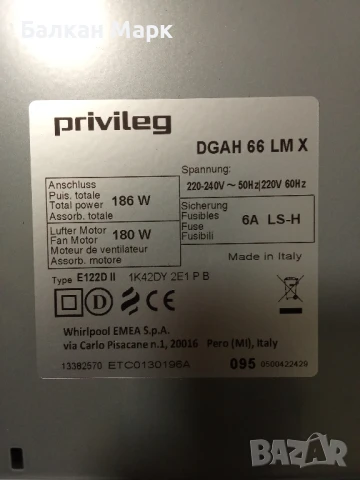 Балкан Марк
privileg
DGAH 66 LM X
Anschluss
Puis. totale
Total power
Assorb. totale
186 W
Spannung:
220-240V ~ 50Hz|220V 60Hz
Lufter Motor
Fan Motor
Moteur de ventilateur
Assorb. motore
180 W
Sicherung
Fusibles
Fuse
Fusibili
6A LS-H
Made in Italy
Type E122D II 1K42DY 2E1 P B
D
CE
Whirlpool EMEA S.p.A.
via Carlo Pisacane n.1, 20016 Pero (MI), Italy
13382570 ETC0130196A 095 0500422429
BAZAR
bg